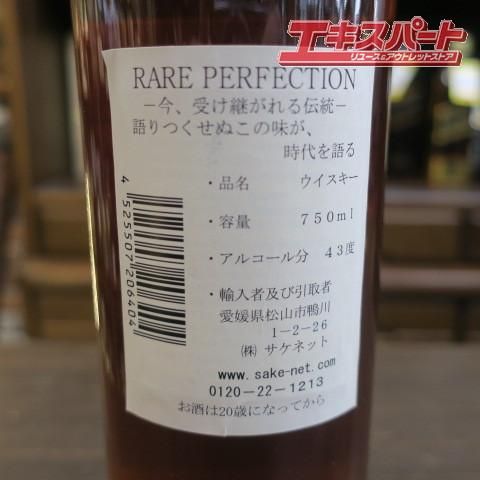 エキスパート
リユース&アウトレットストア
RARE PERFECTION
－今、受け継がれる伝統－
語りつくせぬこの味が、
時代を語る
・品名 ウイスキー
・容量 750ml
・アルコール分 43度
・輸入者及び引取者
愛媛県松山市鴨川
1－2－26
㈱ サケネット
www.sake-net.com
0120－22－1213
お酒は20歳になってから
4525507206404